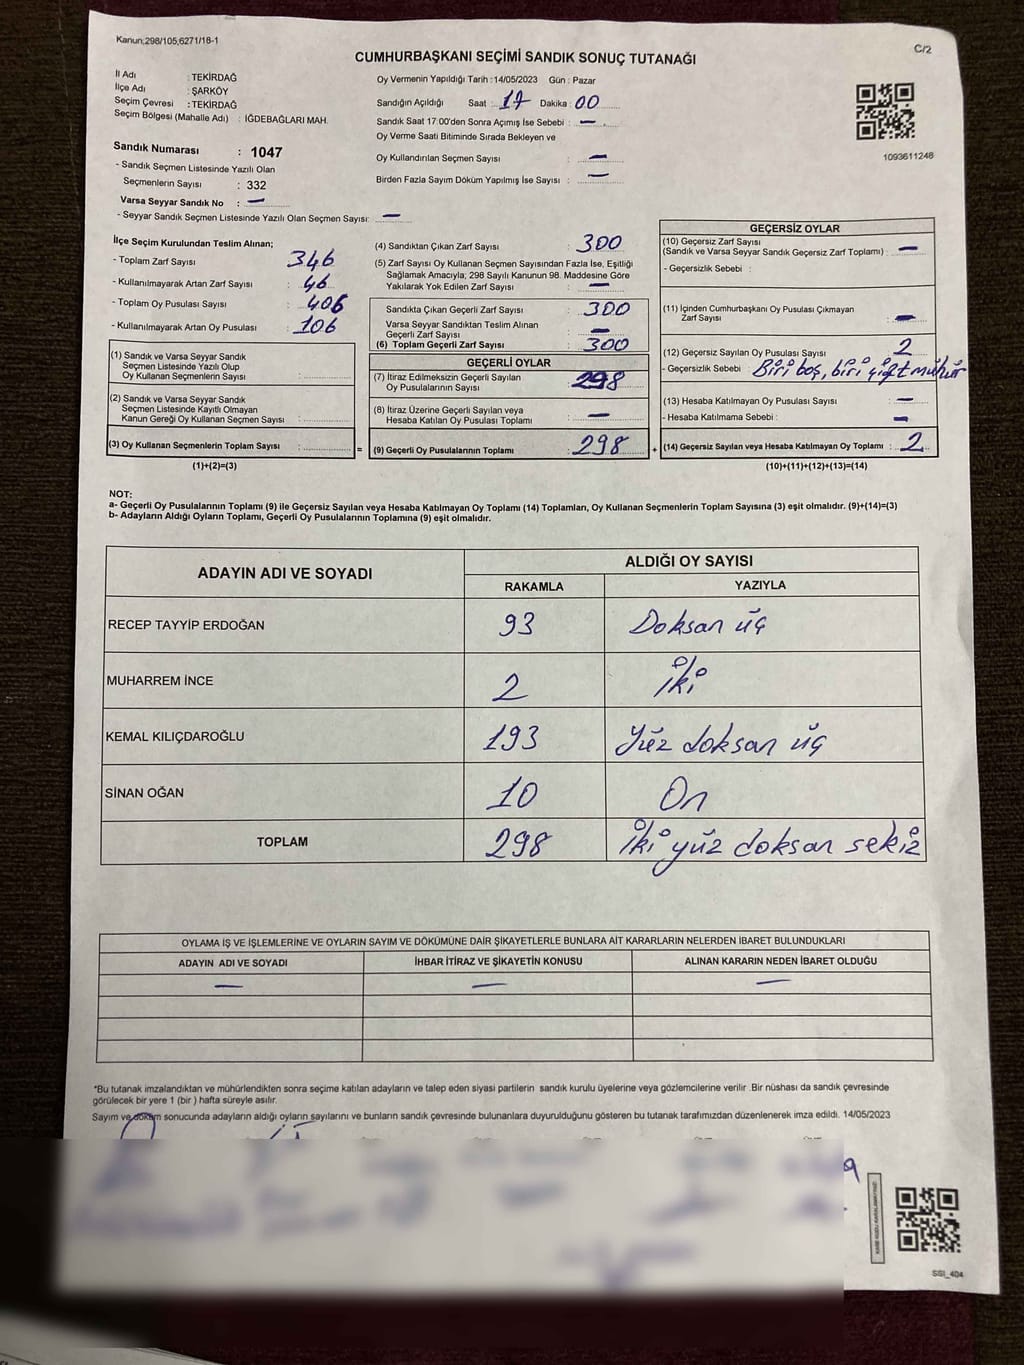 Kanun:298/105,6271/18-1
C/2
CUMHURBAŞKANI SEÇİMİ SANDIK SONUÇ TUTANAĞI
İl Adı : TEKİRDAĞ
İlçe Adı : ŞARKÖY
Seçim Çevresi : TEKİRDAĞ
Seçim Bölgesi (Mahalle Adı) : İĞDEBAĞLARI MAH.
Sandık Numarası : 1047
- Sandık Seçmen Listesinde Yazılı Olan
Seçmenlerin Sayısı : 332
Varsa Seyyar Sandık No : —
- Seyyar Sandık Seçmen Listesinde Yazılı Olan Seçmen Sayısı: —
Oy Vermenin Yapıldığı Tarih :14/05/2023 Gün : Pazar
Sandığın Açıldığı Saat : 17 Dakika : 00
Sandık Saat 17:00'den Sonra Açımış İse Sebebi : —
Oy Verme Saati Bitiminde Sırada Bekleyen ve
Oy Kullandırılan Seçmen Sayısı : —
Birden Fazla Sayım Döküm Yapılmış İse Sayısı : —
1093611248
İlçe Seçim Kurulundan Teslim Alınan;
- Toplam Zarf Sayısı : 346
- Kullanılmayarak Artan Zarf Sayısı : 46
- Toplam Oy Pusulası Sayısı : 406
- Kullanılmayarak Artan Oy Pusulası : 106
(1) Sandık ve Varsa Seyyar Sandık
Seçmen Listesinde Yazılı Olup
Oy Kullanan Seçmenlerin Sayısı :
(2) Sandık ve Varsa Seyyar Sandık
Seçmen Listesinde Kayıtlı Olmayan
Kanun Gereği Oy Kullanan Seçmen Sayısı :
(3) Oy Kullanan Seçmenlerin Toplam Sayısı : =
(1)+(2)=(3)
(4) Sandıktan Çıkan Zarf Sayısı : 300
(5) Zarf Sayısı Oy Kullanan Seçmen Sayısından Fazla İse, Eşitliği
Sağlamak Amacıyla; 298 Sayılı Kanunun 98. Maddesine Göre
Yakılarak Yok Edilen Zarf Sayısı : —
Sandıkta Çıkan Geçerli Zarf Sayısı : 300
Varsa Seyyar Sandıktan Teslim Alınan
Geçerli Zarf Sayısı : —
(6) Toplam Geçerli Zarf Sayısı : 300
GEÇERLİ OYLAR
(7) İtiraz Edilmeksizin Geçerli Sayılan
Oy Pusulalarının Sayısı : 298
(8) İtiraz Üzerine Geçerli Sayılan veya
Hesaba Katılan Oy Pusulası Toplamı : —
(9) Geçerli Oy Pusulalarının Toplamı : 298 +
GEÇERSİZ OYLAR
(10) Geçersiz Zarf Sayısı
(Sandık ve Varsa Seyyar Sandık Geçersiz Zarf Toplamı) : —
- Geçersizlik Sebebi :
(11) İçinden Cumhurbaşkanı Oy Pusulası Çıkmayan
Zarf Sayısı : —
(12) Geçersiz Sayılan Oy Pusulası Sayısı : 2
- Geçersizlik Sebebi : Biri boş, biri çift mühür
(13) Hesaba Katılmayan Oy Pusulası Sayısı : —
- Hesaba Katılmama Sebebi : —
(14) Geçersiz Sayılan veya Hesaba Katılmayan Oy Toplamı : 2
(10)+(11)+(12)+(13)=(14)
NOT:
a- Geçerli Oy Pusulalarının Toplamı (9) ile Geçersiz Sayılan veya Hesaba Katılmayan Oy Toplamı (14) Toplamları, Oy Kullanan Seçmenlerin Toplam Sayısına (3) eşit olmalıdır. (9)+(14)=(3)
b- Adayların Aldığı Oyların Toplamı, Geçerli Oy Pusulalarının Toplamına (9) eşit olmalıdır.
ADAYIN ADI VE SOYADI ALDIĞI OY SAYISI
RAKAMLA YAZIYLA
RECEP TAYYİP ERDOĞAN 93 Doksan üç
MUHARREM İNCE 2 İki
KEMAL KILIÇDAROĞLU 193 Yüz doksan üç
SİNAN OĞAN 10 On
TOPLAM 298 İki yüz doksan sekiz
OYLAMA İŞ VE İŞLEMLERİNE VE OYLARIN SAYIM VE DÖKÜMÜNE DAİR ŞİKAYETLERLE BUNLARA AİT KARARLARIN NELERDEN İBARET BULUNDUKLARI
ADAYIN ADI VE SOYADI İHBAR İTİRAZ VE ŞİKAYETİN KONUSU ALINAN KARARIN NEDEN İBARET OLDUĞU
— — —
*Bu tutanak imzalandıktan ve mühürlendikten sonra seçime katılan adayların ve talep eden siyasi partilerin sandık kurulu üyelerine veya gözlemcilerine verilir .Bir nüshası da sandık çevresinde
görülecek bir yere 1 (bir ) hafta süreyle asılır.
Sayım ve döküm sonucunda adayların aldığı oyların sayılarını ve bunların sandık çevresinde bulunanlara duyurulduğunu gösteren bu tutanak tarafımızdan düzenlenerek imza edildi. 14/05/2023
SSI_404